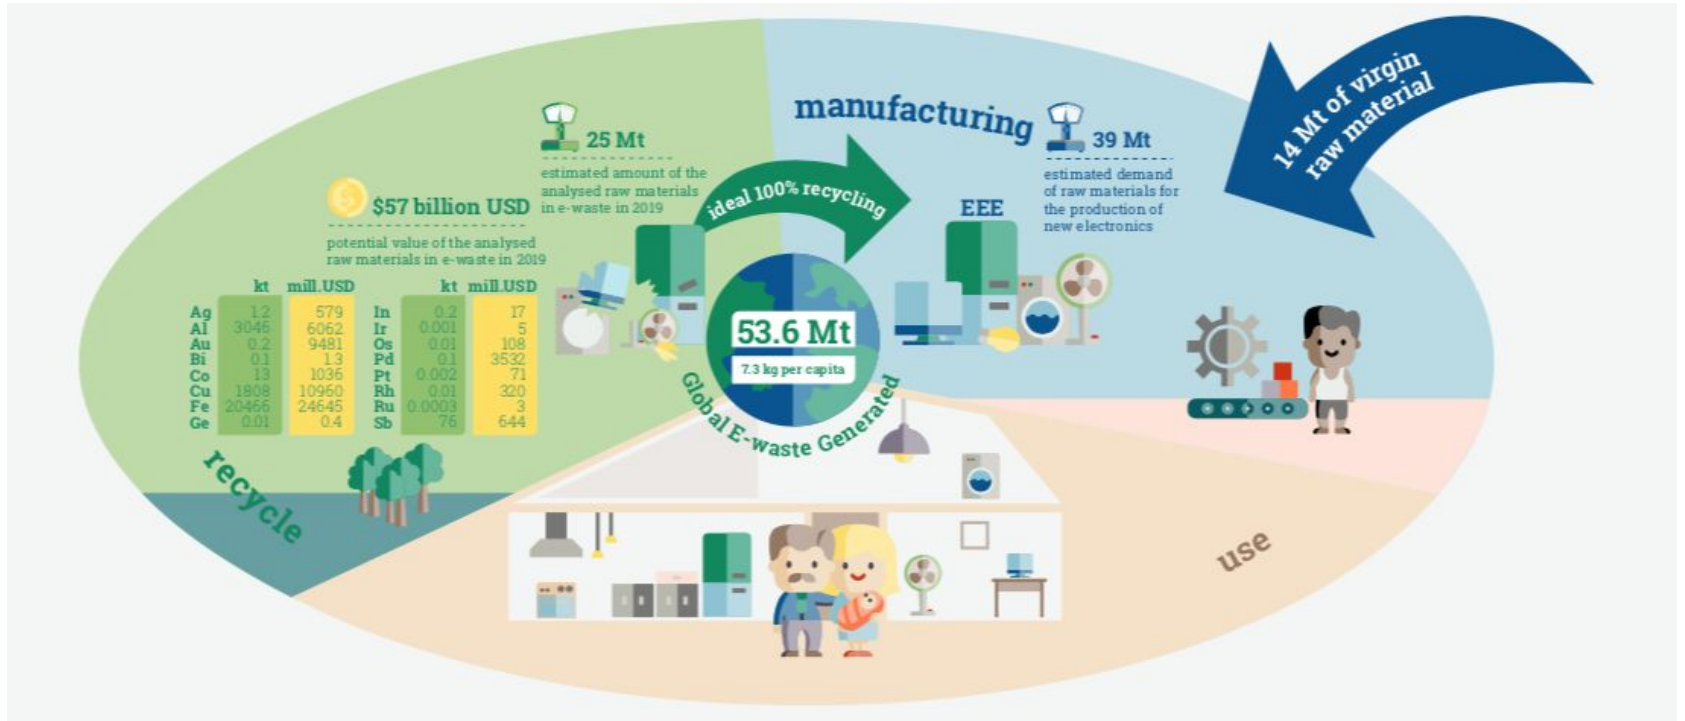 14 Mt of virgin
raw material
manufacturing
25 Mt
estimated amount of the
analysed raw materials
in e-waste in 2019
39 Mt
estimated demand
of raw materials for
the production of
new electronics
ideal 100% recycling
EEE
$57 billion USD
potential value of the analysed
raw materials in e-waste in 2019
kt mill.USD kt mill.USD
Ag 1.2 579 In 0.2 17
Al 3046 6062 Ir 0.001 5
Au 0.2 9481 Os 0.01 108
Bi 0.1 1.3 Pd 0.1 3532
Co 13 1036 Pt 0.002 71
Cu 1808 10960 Rh 0.01 320
Fe 20466 24645 Ru 0.0003 3
Ge 0.01 0.4 Sb 76 644
53.6 Mt
7.3 kg per capita
Global E-waste Generated
recycle
use